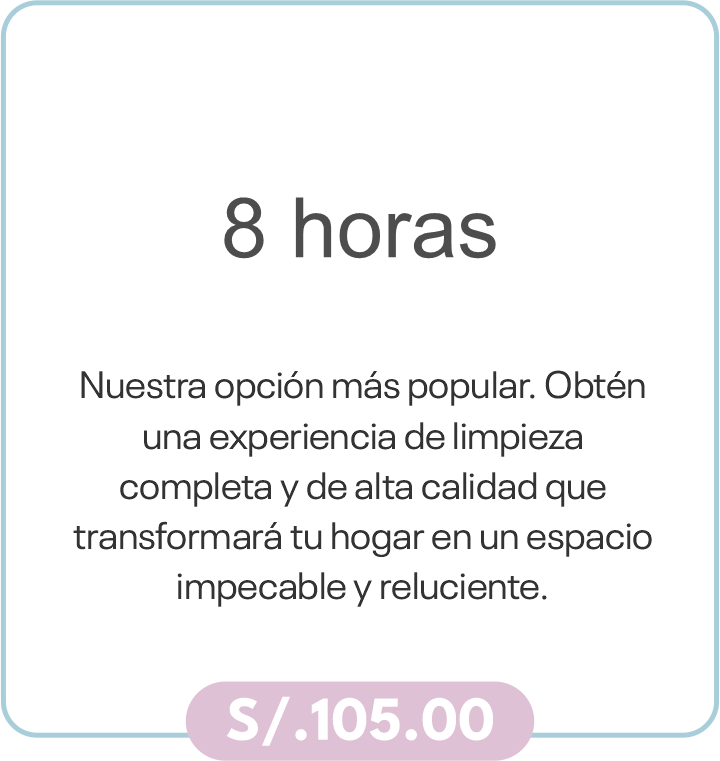 8 horas
Nuestra opción más popular. Obtén
una experiencia de limpieza
completa y de alta calidad que
transformará tu hogar en un espacio
impecable y reluciente.
S/.105.00